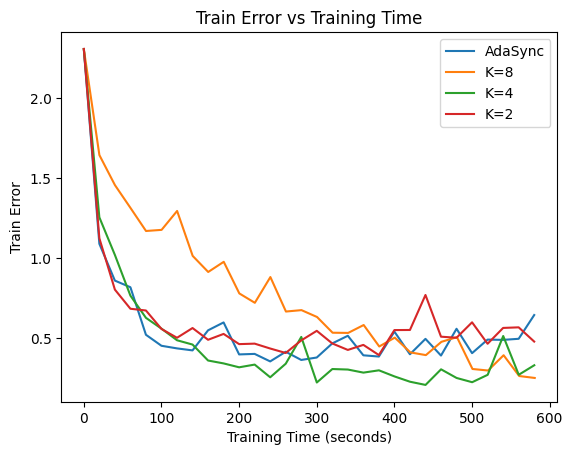 Train Error vs Training Time
AdaSync
K=8
K=4
K=2
Train Error
2.0
1.5
1.0
0.5
0 100 200 300 400 500 600
Training Time (seconds)